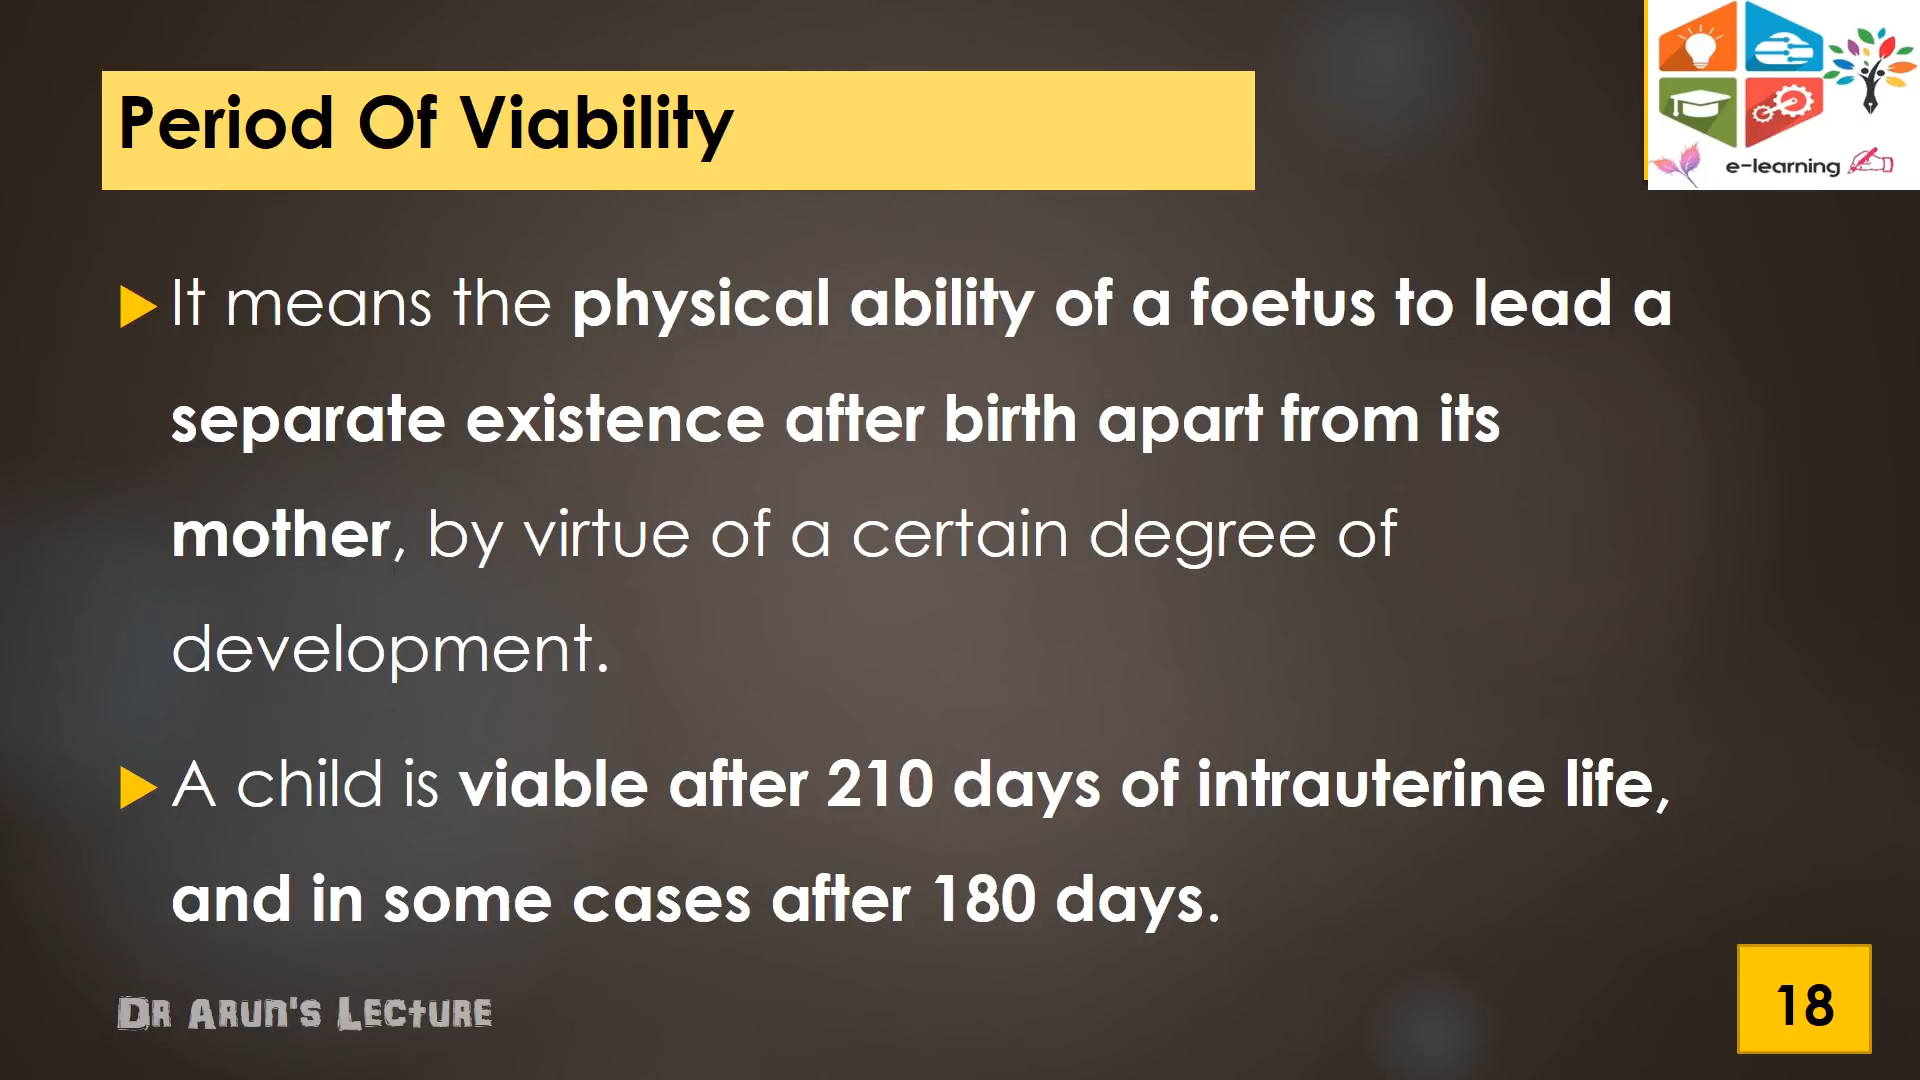 Period Of Viability
e-learning
It means the physical ability of a foetus to lead a
separate existence after birth apart from its
mother, by virtue of a certain degree of
development.
A child is viable after 210 days of intrauterine life,
and in some cases after 180 days.
Dr Arun's Lecture
18